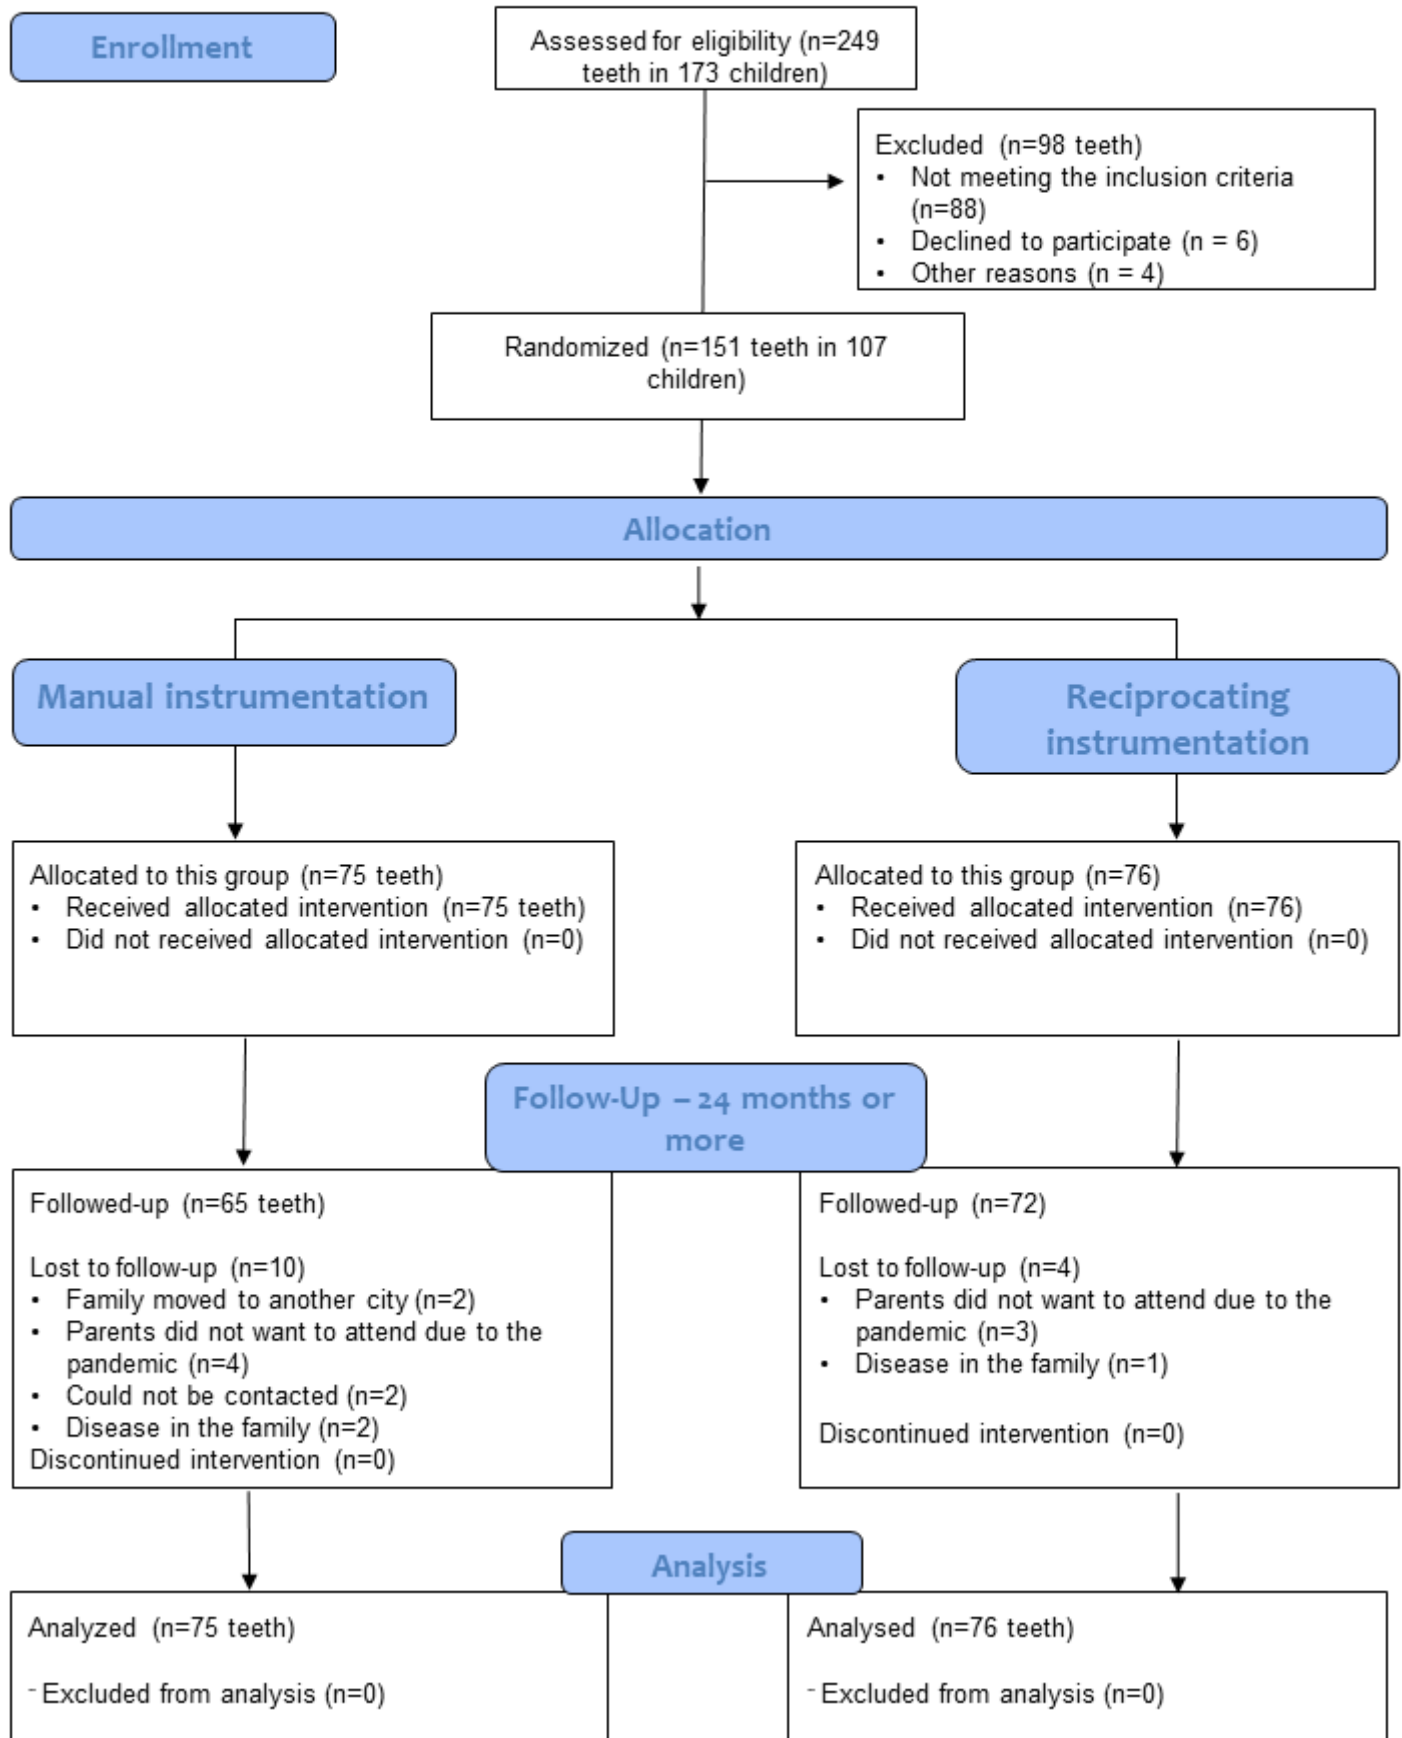 Enrollment
Assessed for eligibility (n=249
teeth in 173 children)
Excluded (n=98 teeth)
• Not meeting the inclusion criteria
(n=88)
• Declined to participate (n = 6)
• Other reasons (n = 4)
Randomized (n=151 teeth in 107
children)
Allocation
Manual instrumentation
Reciprocating
instrumentation
Allocated to this group (n=75 teeth)
• Received allocated intervention (n=75 teeth)
• Did not received allocated intervention (n=0)
Allocated to this group (n=76)
• Received allocated intervention (n=76)
• Did not received allocated intervention (n=0)
Follow-Up – 24 months or
more
Followed-up (n=65 teeth)
Lost to follow-up (n=10)
• Family moved to another city (n=2)
• Parents did not want to attend due to the
pandemic (n=4)
• Could not be contacted (n=2)
• Disease in the family (n=2)
Discontinued intervention (n=0)
Followed-up (n=72)
Lost to follow-up (n=4)
• Parents did not want to attend due to the
pandemic (n=3)
• Disease in the family (n=1)
Discontinued intervention (n=0)
Analysis
Analyzed (n=75 teeth)
- Excluded from analysis (n=0)
Analysed (n=76 teeth)
- Excluded from analysis (n=0)